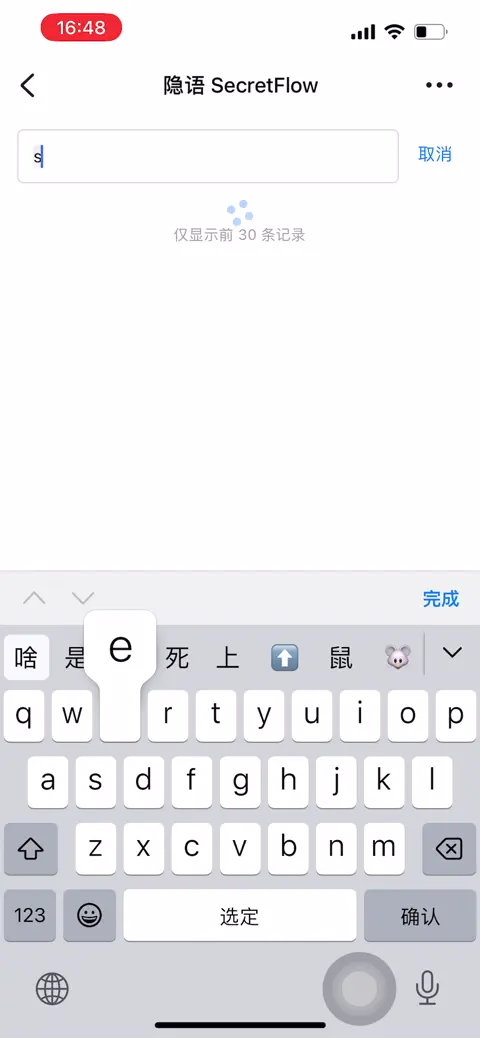 16:48
隐语 SecretFlow
s
取消
仅显示前 30 条记录
完成
啥 是 死 上 鼠
e
q w r t y u i o p
a s d f g h j k l
z x c v b n m
123 选定 确认